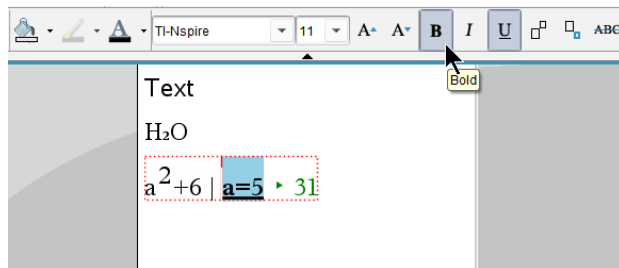 TI-Nspire 11 A A B I U ABC
Bold
Text
H₂O
a²+6 | a=5 ▸ 31